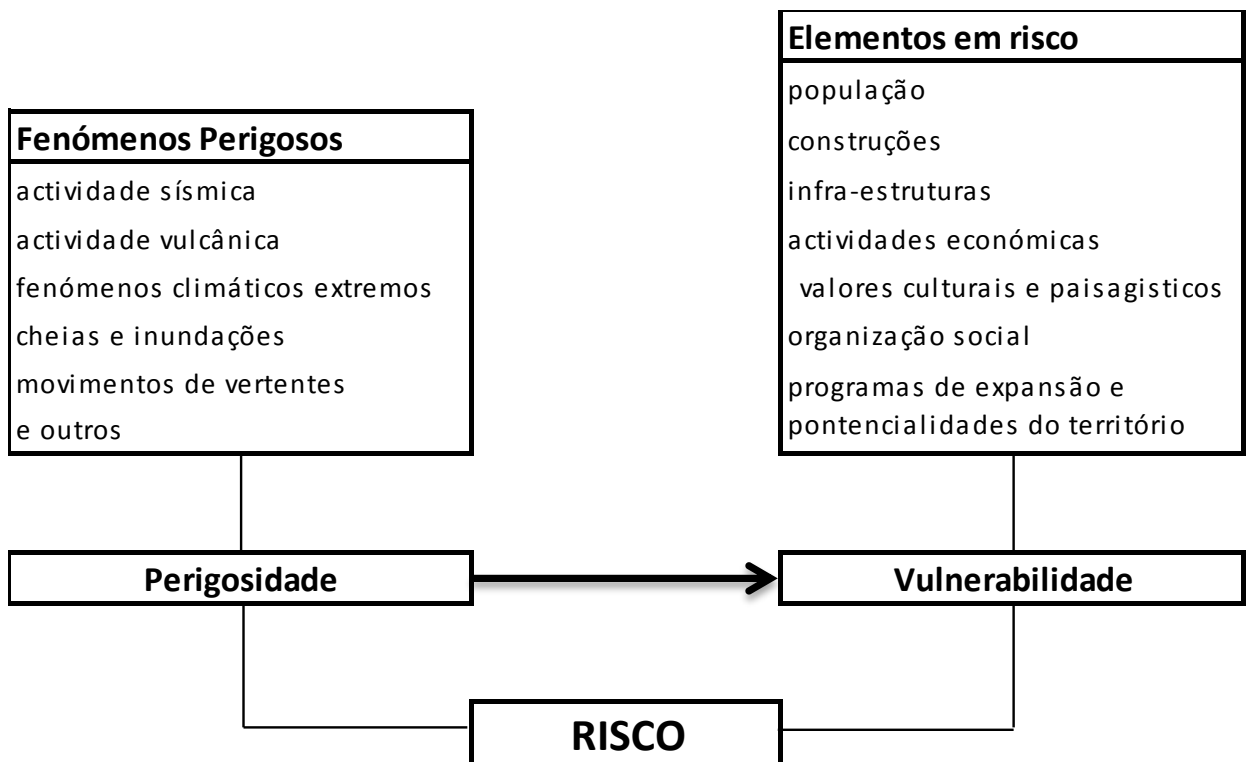 Fenómenos Perigosos
actividade sísmica
actividade vulcânica
fenómenos climáticos extremos
cheias e inundações
movimentos de vertentes
e outros
Elementos em risco
população
construções
infra-estruturas
actividades económicas
valores culturais e paisagisticos
organização social
programas de expansão e
pontencialidades do território
Perigosidade
Vulnerabilidade
RISCO